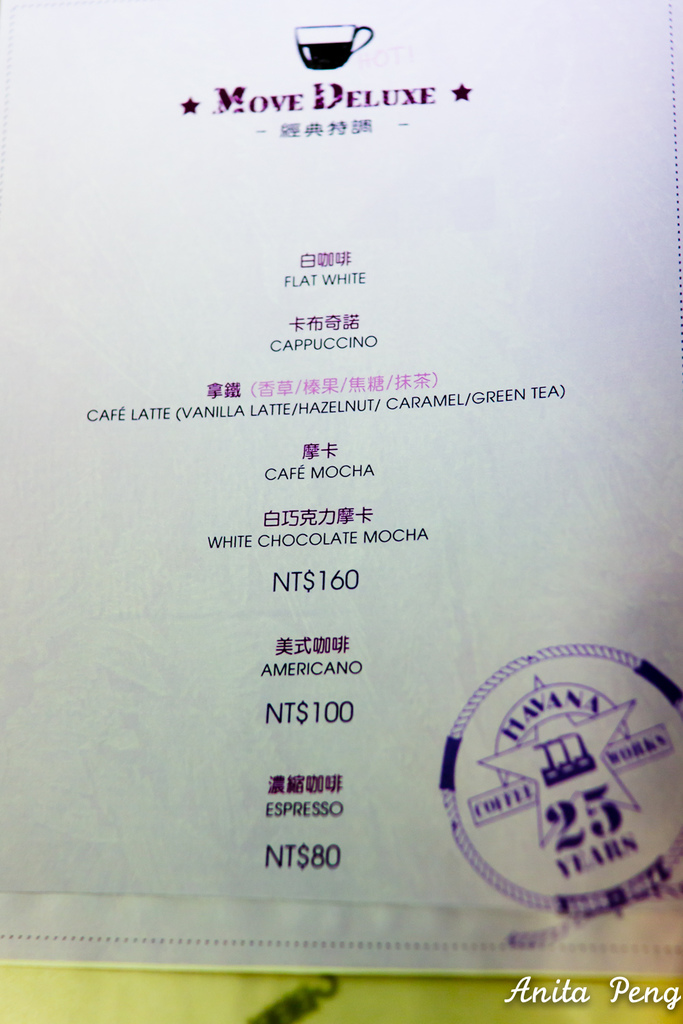 MOVE DELUXE
- 經典特調 -
白咖啡
FLAT WHITE
卡布奇諾
CAPPUCCINO
拿鐵（香草/榛果/焦糖/抹茶）
CAFÉ LATTE (VANILLA LATTE/HAZELNUT/ CARAMEL/GREEN TEA)
摩卡
CAFÉ MOCHA
白巧克力摩卡
WHITE CHOCOLATE MOCHA
NT$160
美式咖啡
AMERICANO
NT$100
濃縮咖啡
ESPRESSO
NT$80
HAVANA
COFFEE WORKS
25
YEARS
Anita Peng